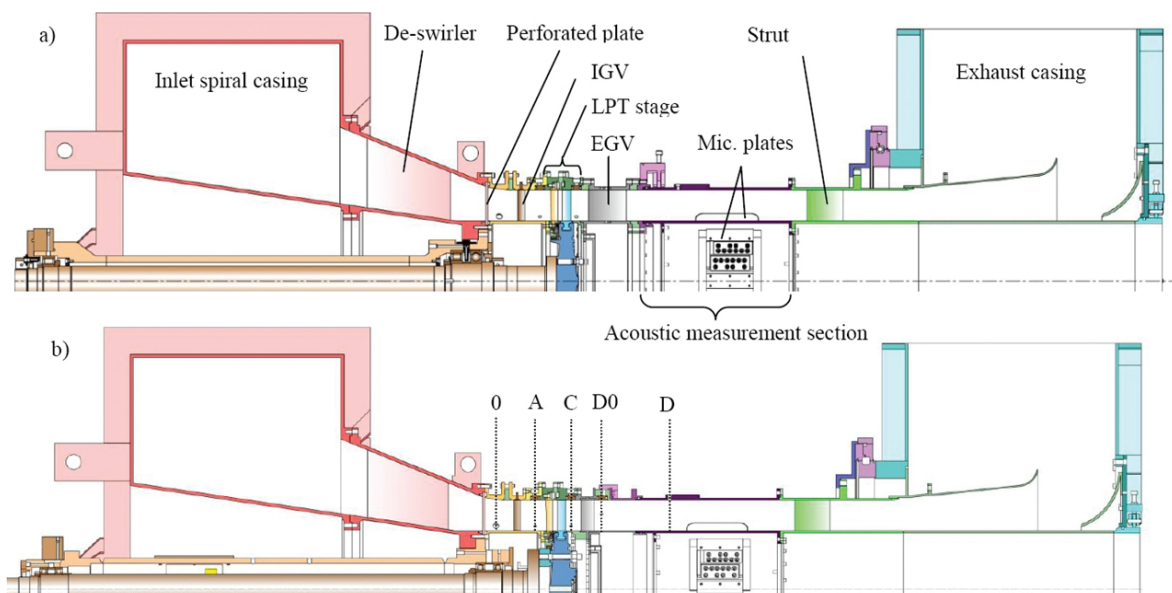 a)
De-swirler
Perforated plate
Strut
Inlet spiral casing
IGV
Exhaust casing
LPT stage
EGV
Mic. plates
Acoustic measurement section
b)
0 A C D0 D